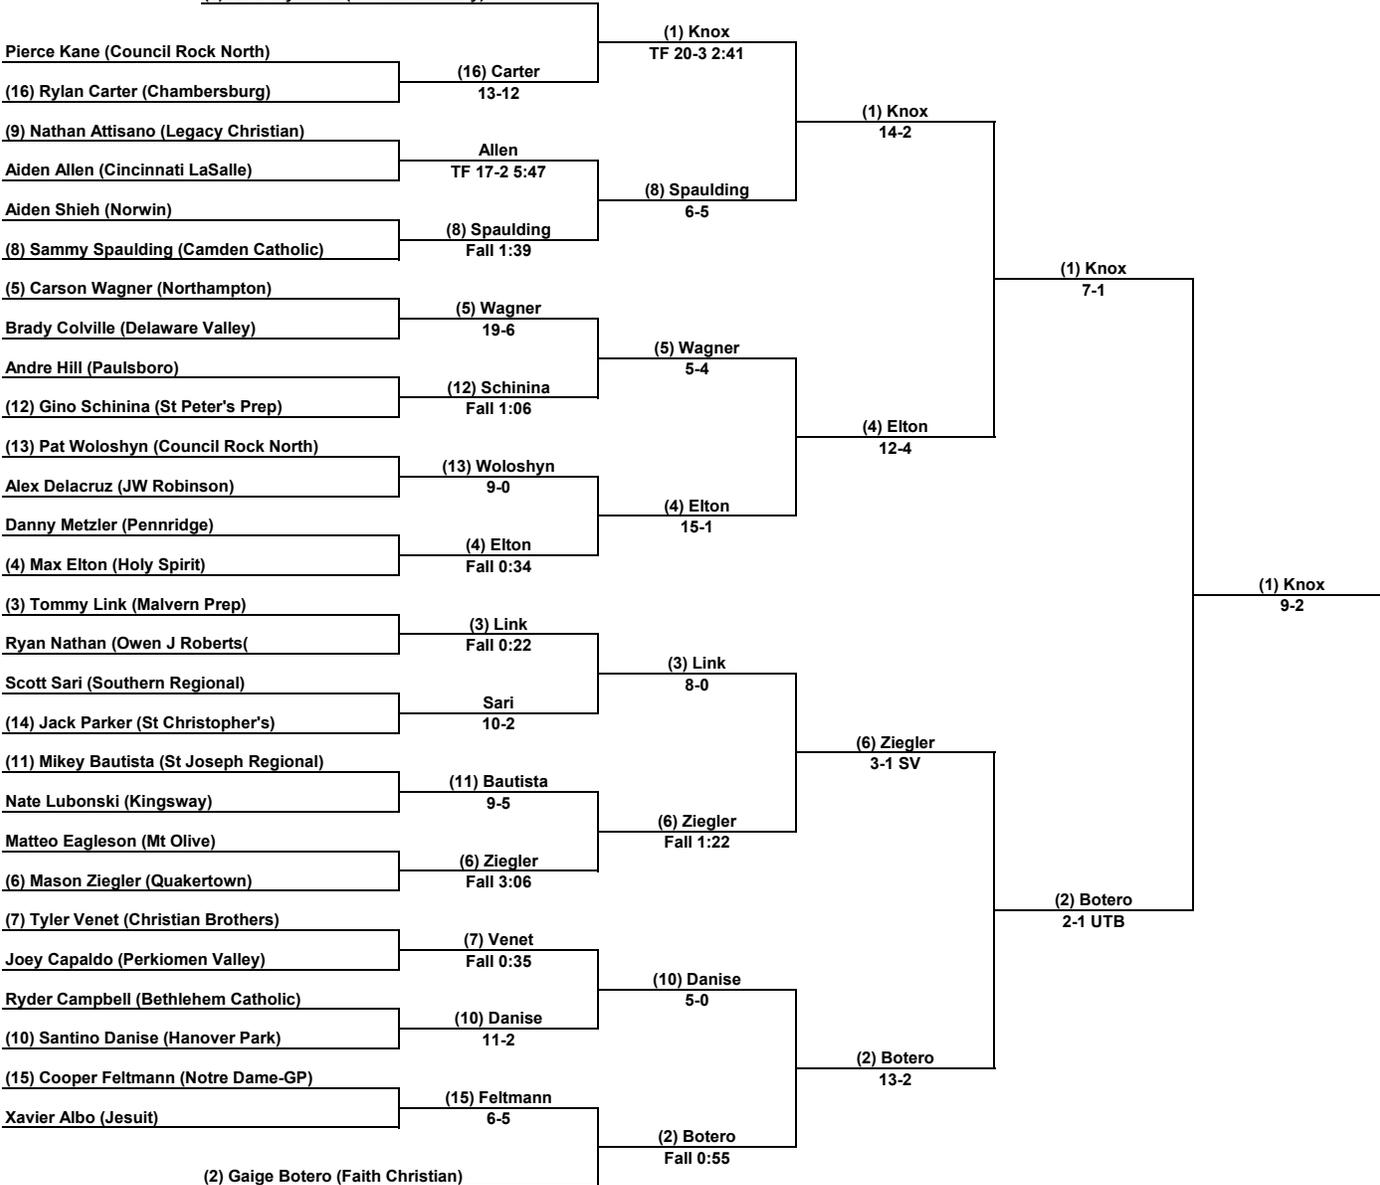 (1) Knox
TF 20-3 2:41
Pierce Kane (Council Rock North)
(16) Carter
13-12
(16) Rylan Carter (Chambersburg)
(1) Knox
14-2
(9) Nathan Attisano (Legacy Christian)
Allen
TF 17-2 5:47
Aiden Allen (Cincinnati LaSalle)
(8) Spaulding
6-5
Aiden Shieh (Norwin)
(8) Spaulding
Fall 1:39
(8) Sammy Spaulding (Camden Catholic)
(1) Knox
7-1
(5) Carson Wagner (Northampton)
(5) Wagner
19-6
Brady Colville (Delaware Valley)
(5) Wagner
5-4
Andre Hill (Paulsboro)
(12) Schinina
Fall 1:06
(12) Gino Schinina (St Peter's Prep)
(4) Elton
12-4
(13) Pat Woloshyn (Council Rock North)
(13) Woloshyn
9-0
Alex Delacruz (JW Robinson)
(4) Elton
15-1
Danny Metzler (Pennridge)
(4) Elton
Fall 0:34
(4) Max Elton (Holy Spirit)
(1) Knox
9-2
(3) Tommy Link (Malvern Prep)
(3) Link
Fall 0:22
Ryan Nathan (Owen J Roberts(
(3) Link
8-0
Scott Sari (Southern Regional)
Sari
10-2
(14) Jack Parker (St Christopher's)
(6) Ziegler
3-1 SV
(11) Mikey Bautista (St Joseph Regional)
(11) Bautista
9-5
Nate Lubonski (Kingsway)
(6) Ziegler
Fall 1:22
Matteo Eagleson (Mt Olive)
(6) Ziegler
Fall 3:06
(6) Mason Ziegler (Quakertown)
(2) Botero
2-1 UTB
(7) Tyler Venet (Christian Brothers)
(7) Venet
Fall 0:35
Joey Capaldo (Perkiomen Valley)
(10) Danise
5-0
Ryder Campbell (Bethlehem Catholic)
(10) Danise
11-2
(10) Santino Danise (Hanover Park)
(2) Botero
13-2
(15) Cooper Feltmann (Notre Dame-GP)
(15) Feltmann
6-5
Xavier Albo (Jesuit)
(2) Botero
Fall 0:55
(2) Gaige Botero (Faith Christian)